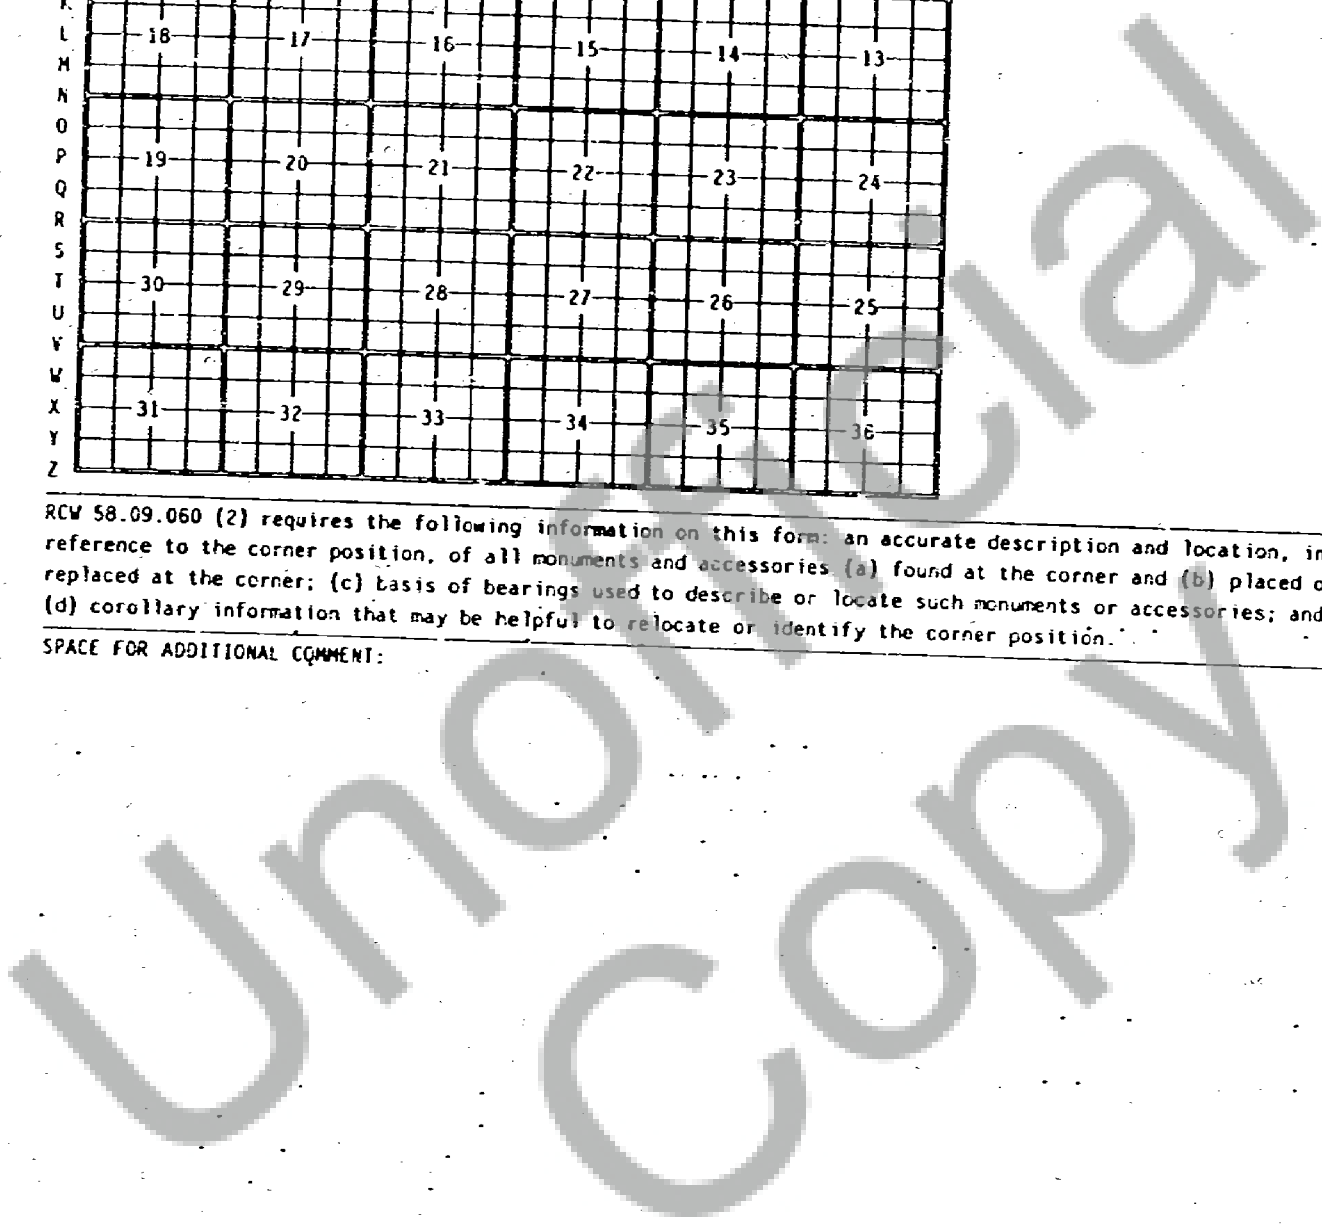 K
L 18 17 16 15 14 13
M
N
O
P 19 20 21 22 23 24
Q
R
S
T 30 29 28 27 26 25
U
V
W
X 31 32 33 34 35 36
Y
Z
RCW 58.09.060 (2) requires the following information on this form: an accurate description and location, in
reference to the corner position, of all monuments and accessories (a) found at the corner and (b) placed o
replaced at the corner; (c) basis of bearings used to describe or locate such monuments or accessories; and
(d) corollary information that may be helpful to relocate or identify the corner position.
SPACE FOR ADDITIONAL COMMENT:
Unofficial
Copy